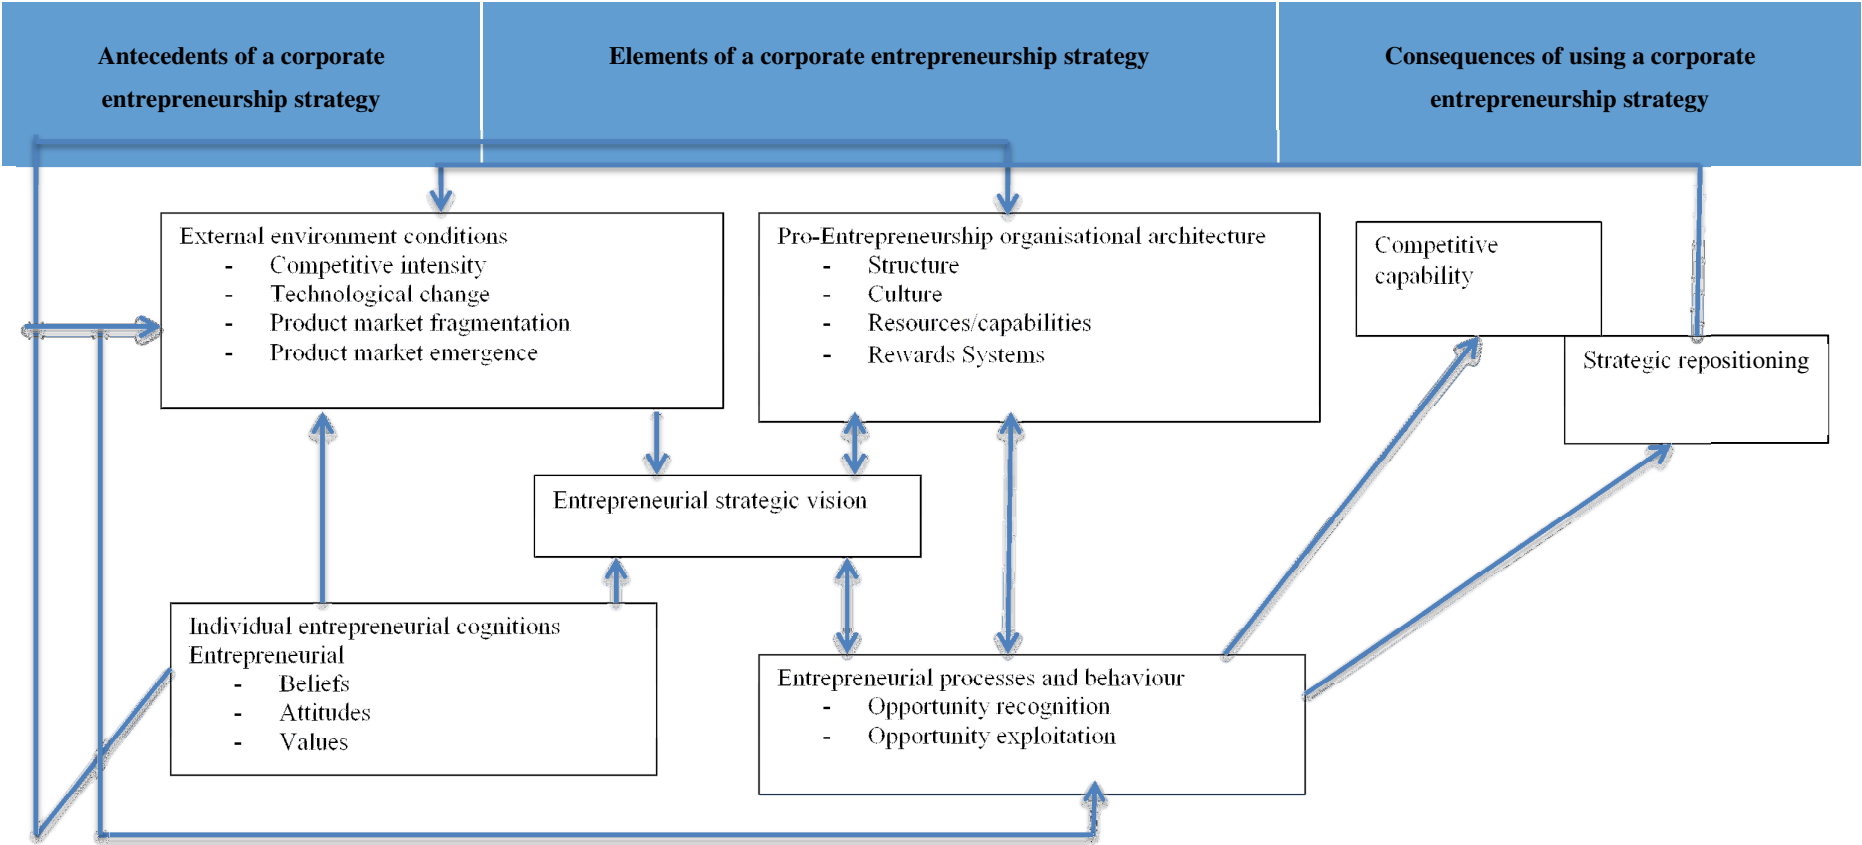 Antecedents of a corporate
entrepreneurship strategy
Elements of a corporate entrepreneurship strategy
Consequences of using a corporate
entrepreneurship strategy
External environment conditions
- Competitive intensity
- Technological change
- Product market fragmentation
- Product market emergence
Pro-Entrepreneurship organisational architecture
- Structure
- Culture
- Resources/capabilities
- Rewards Systems
Competitive
capability
Strategic repositioning
Entrepreneurial strategic vision
Individual entrepreneurial cognitions
Entrepreneurial
- Beliefs
- Attitudes
- Values
Entrepreneurial processes and behaviour
- Opportunity recognition
- Opportunity exploitation